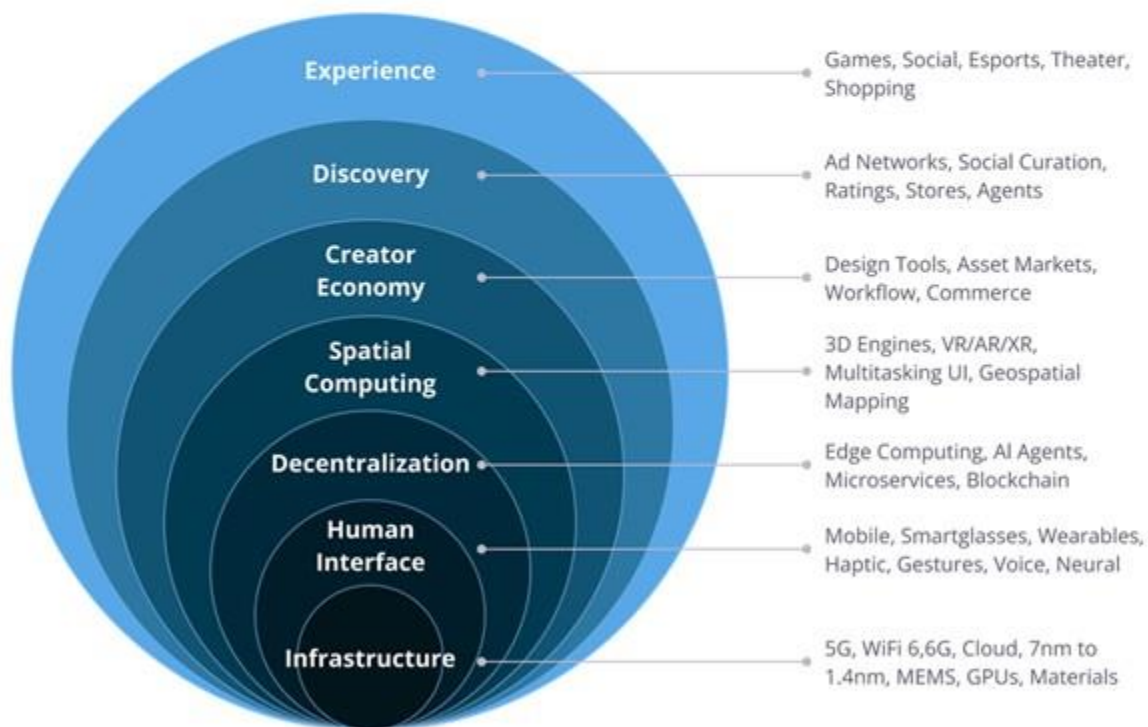 Experience
Games, Social, Esports, Theater,
Shopping
Discovery
Ad Networks, Social Curation,
Ratings, Stores, Agents
Creator
Economy
Design Tools, Asset Markets,
Workflow, Commerce
Spatial
Computing
3D Engines, VR/AR/XR,
Multitasking UI, Geospatial
Mapping
Decentralization
Edge Computing, AI Agents,
Microservices, Blockchain
Human
Interface
Mobile, Smartglasses, Wearables,
Haptic, Gestures, Voice, Neural
Infrastructure
5G, WiFi 6,6G, Cloud, 7nm to
1.4nm, MEMS, GPUs, Materials